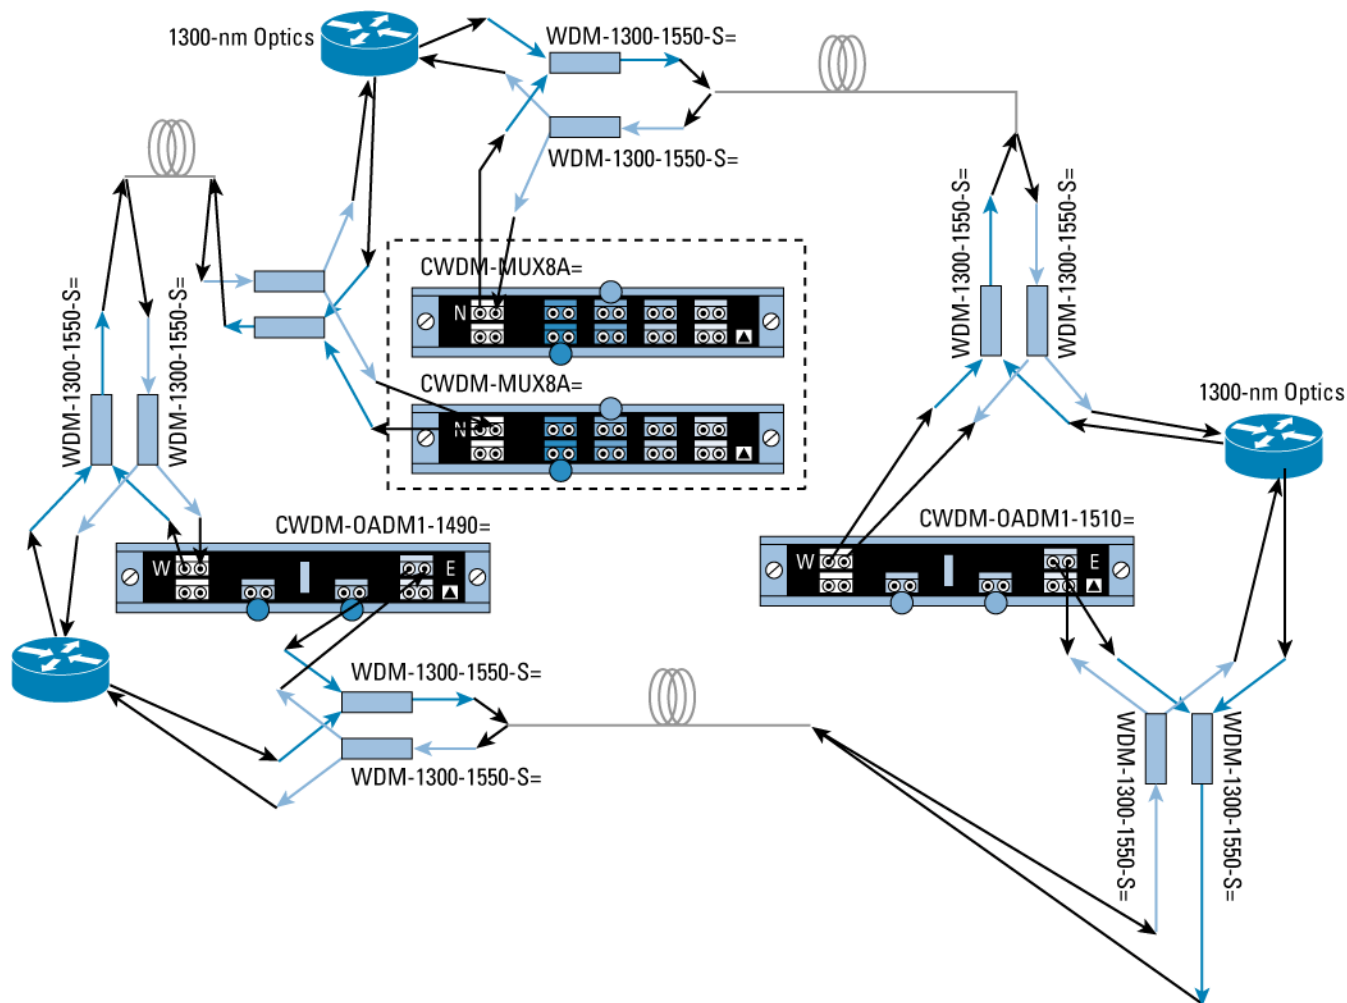 1300-nm Optics
WDM-1300-1550-S=
WDM-1300-1550-S=
WDM-1300-1550-S=
WDM-1300-1550-S=
WDM-1300-1550-S=
WDM-1300-1550-S=
CWDM-MUX8A=
N
CWDM-MUX8A=
N
1300-nm Optics
CWDM-OADM1-1490=
W
E
CWDM-OADM1-1510=
W
E
WDM-1300-1550-S=
WDM-1300-1550-S=
WDM-1300-1550-S=
WDM-1300-1550-S=